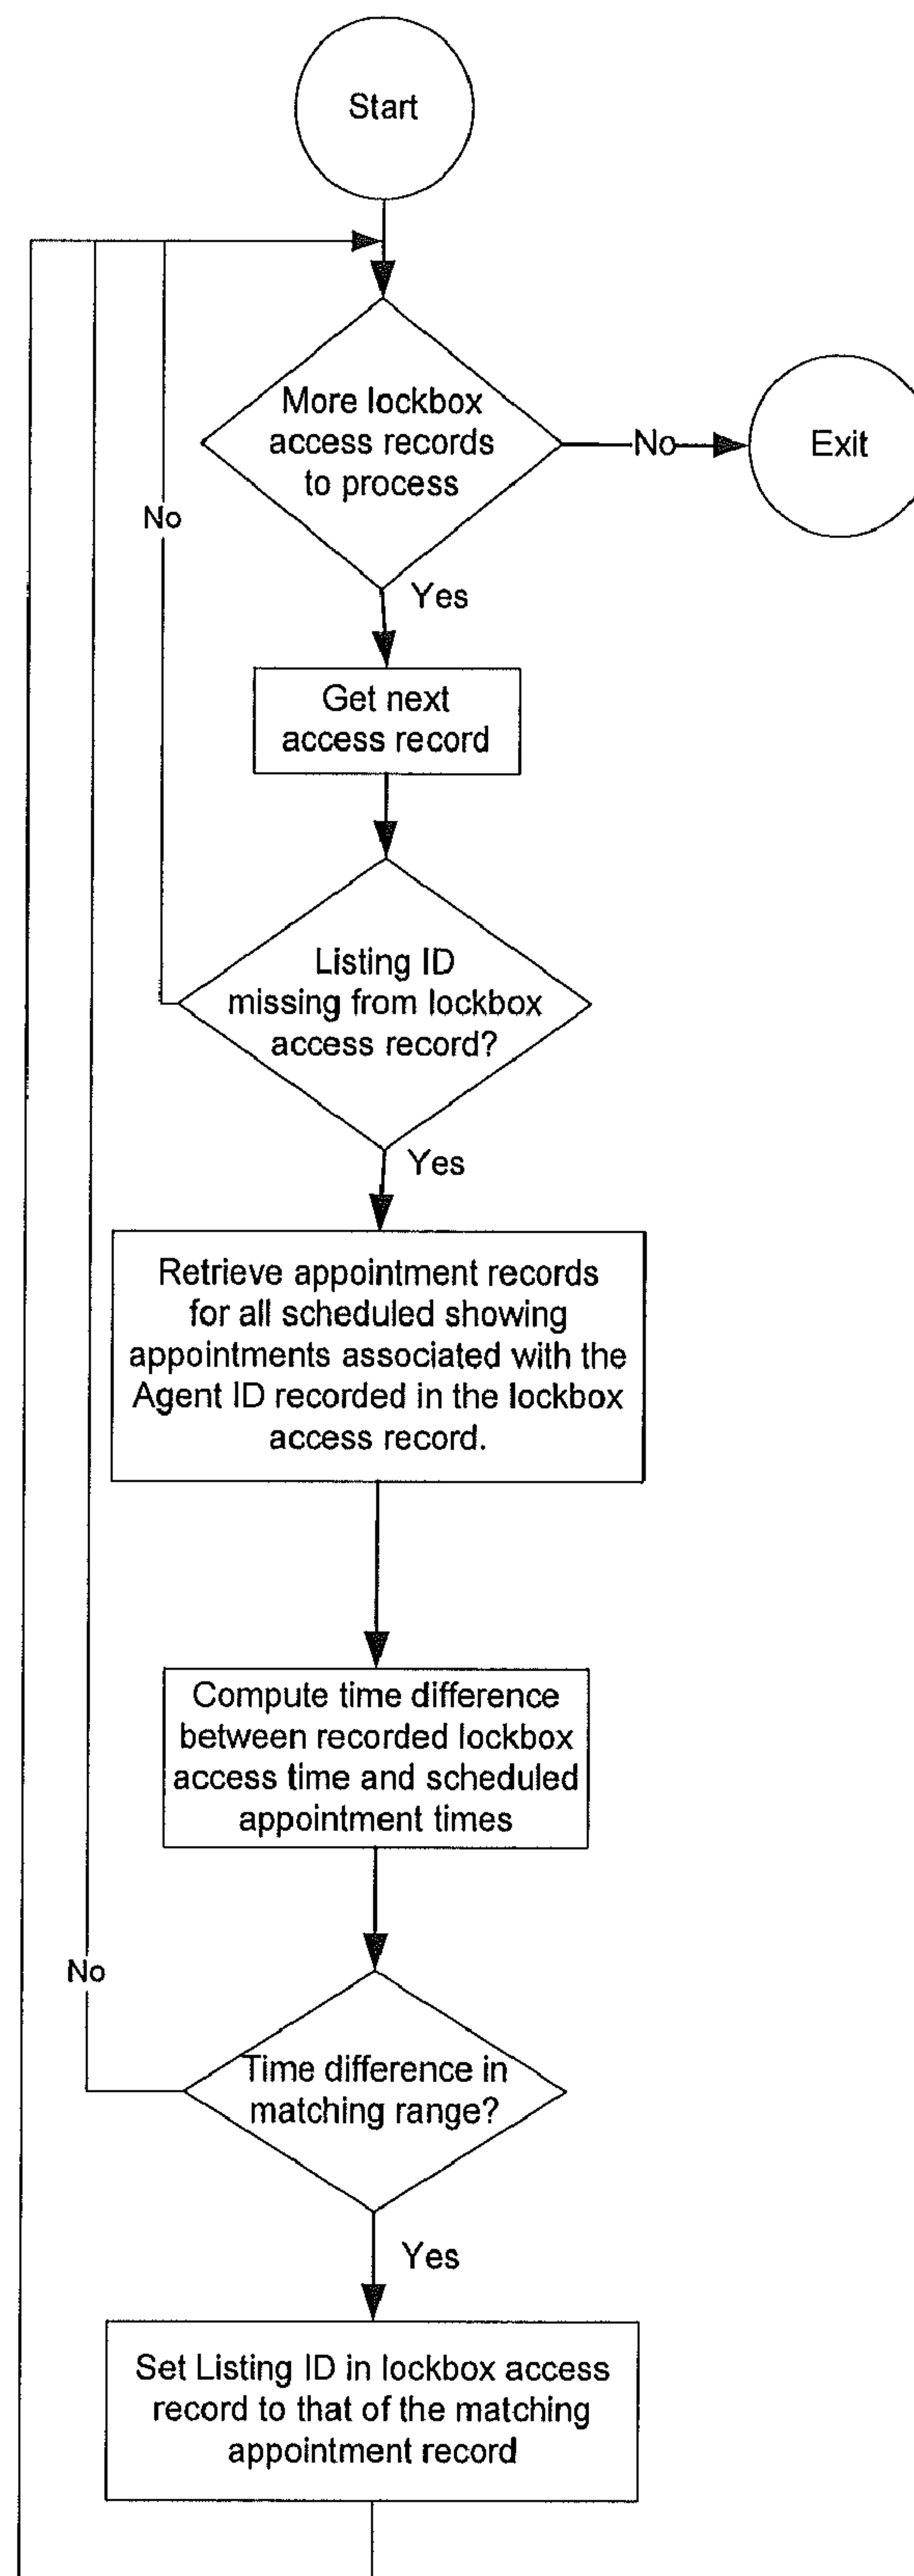 Start
More lockbox
access records
to process
No
Exit
Yes
No
Get next
access record
Listing ID
missing from lockbox
access record?
Yes
Retrieve appointment records
for all scheduled showing
appointments associated with the
Agent ID recorded in the lockbox
access record.
Compute time difference
between recorded lockbox
access time and scheduled
appointment times
No
Time difference in
matching range?
Yes
Set Listing ID in lockbox access
record to that of the matching
appointment record